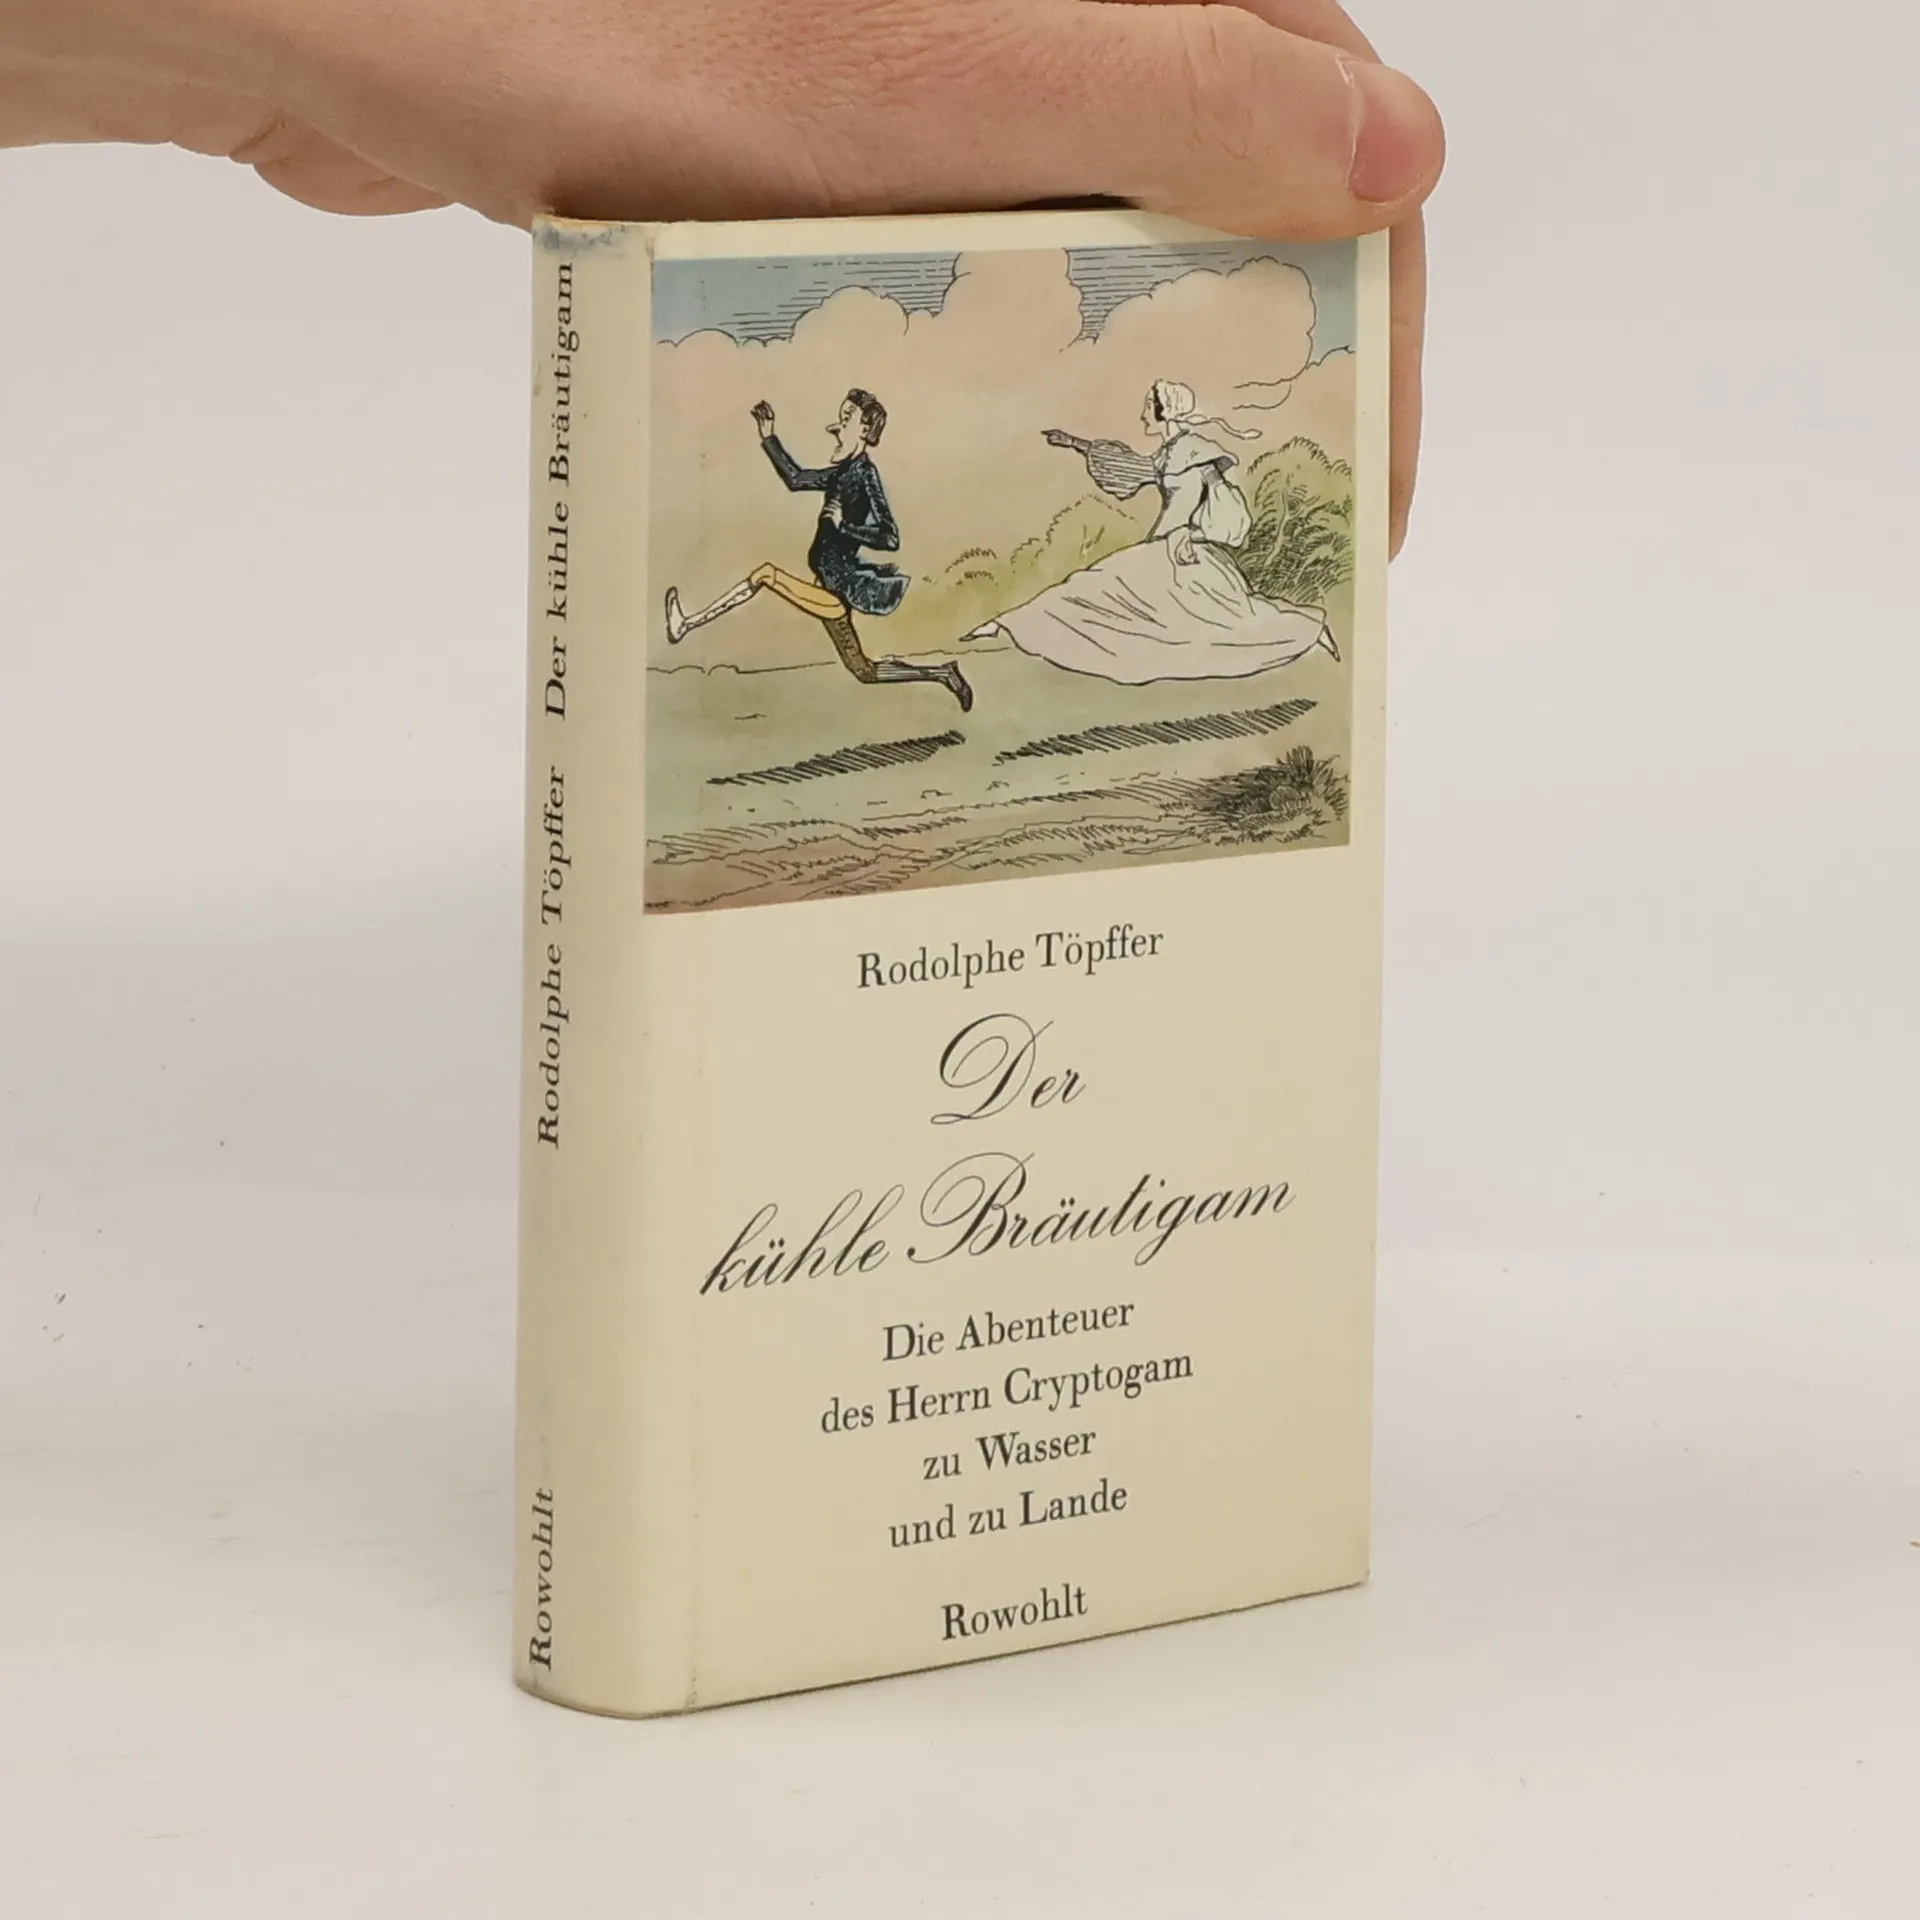 Rodolphe Töpffer Der kühle Bräutigam
Rowohlt
Rodolphe Töpffer
Der
kühle Bräutigam
Die Abenteuer
des Herrn Cryptogam
zu Wasser
und zu Lande
Rowohlt